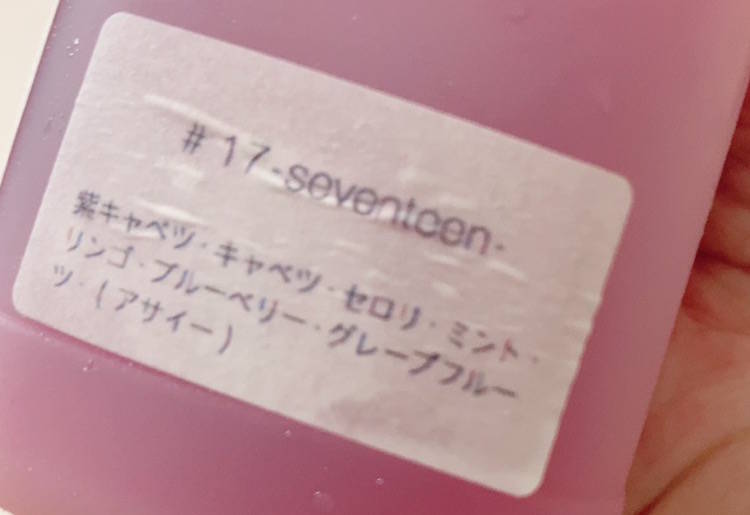 #17-seventeen-
紫キャベツ・キャベツ・セロリ・ミント・
リンゴ・ブルーベリー・グレープフルー
ツ・(アサイー)